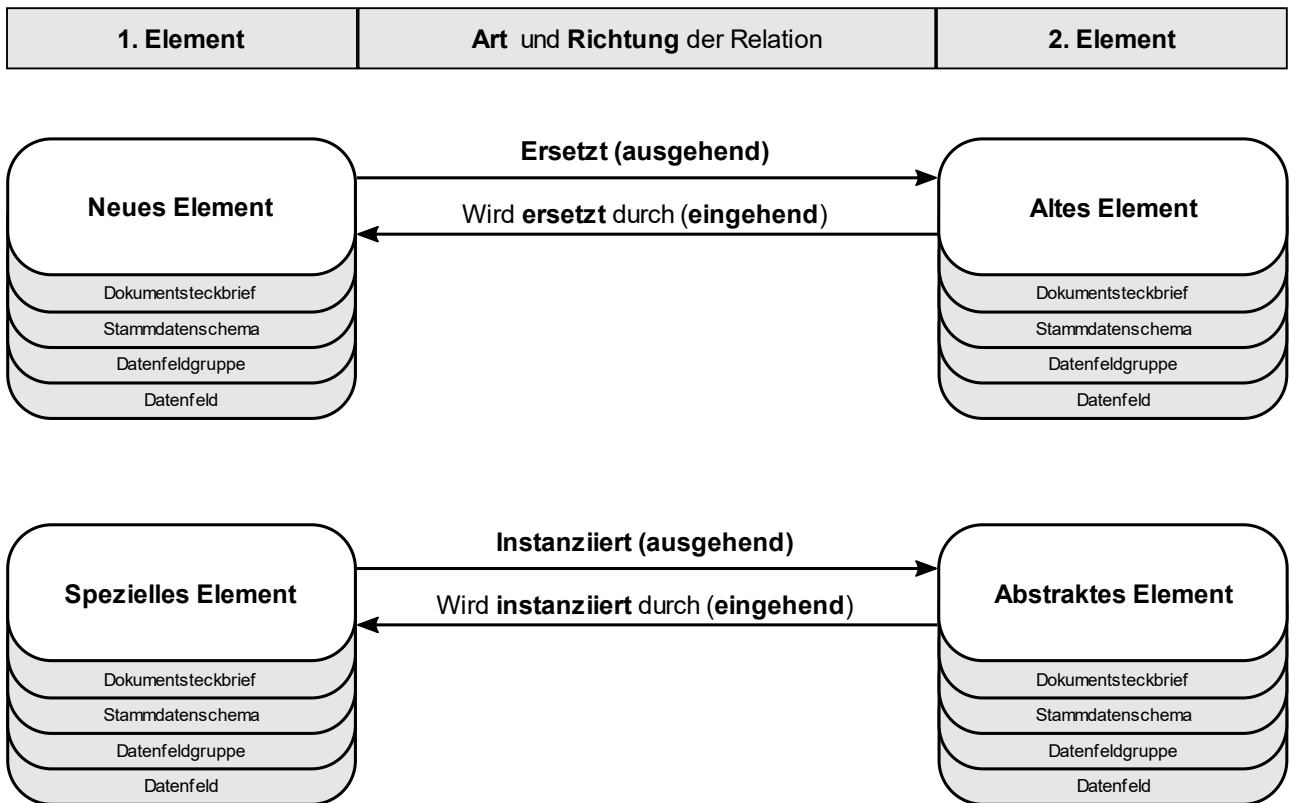 1. Element
Art und Richtung der Relation
2. Element
Ersetzt (ausgehend)
Neues Element
Wird ersetzt durch (eingehend)
Altes Element
Dokumentsteckbrief
Dokumentsteckbrief
Stammdatenschema
Stammdatenschema
Datenfeldgruppe
Datenfeldgruppe
Datenfeld
Datenfeld
Instanziiert (ausgehend)
Spezielles Element
Wird instanziiert durch (eingehend)
Abstraktes Element
Dokumentsteckbrief
Dokumentsteckbrief
Stammdatenschema
Stammdatenschema
Datenfeldgruppe
Datenfeldgruppe
Datenfeld
Datenfeld